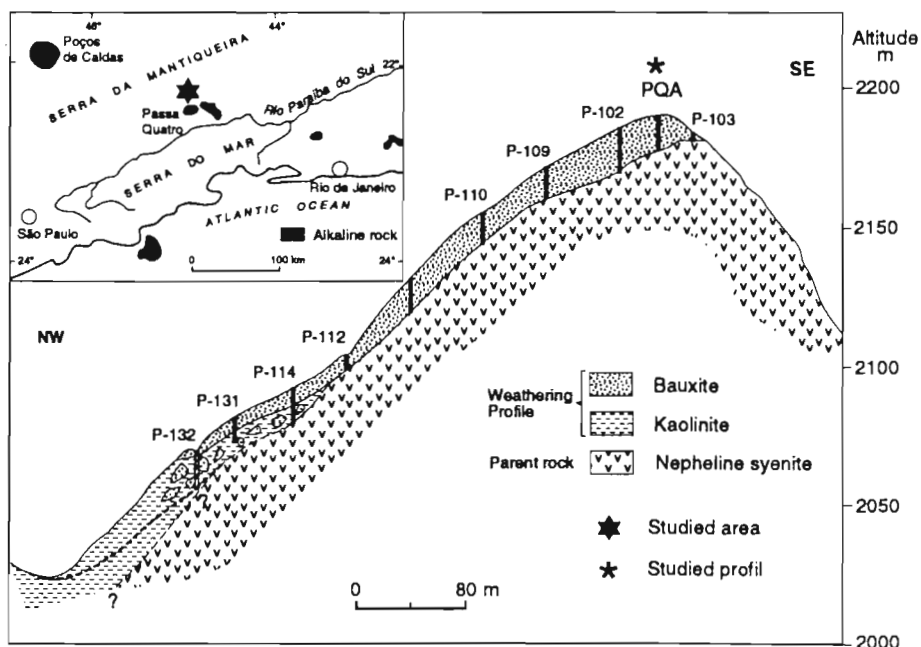 46°
44°
Poços
de Caldas
SERRA DA MANTIQUEIRA
22°
Rio Paraiba do Sul
Passa
Quatro
SERRA DO MAR
Rio de Janeiro
ATLANTIC OCEAN
São Paulo
Alkaline rock
24°
0 100 km
24°
Altitude
m
SE
2200
PQA
P-102
P-103
P-109
P-110
2150
NW
P-112
2100
P-114
P-131
P-132
Weathering
Profile
Bauxite
Kaolinite
Parent rock
Nepheline syenite
2050
Studied area
Studied profil
?
?
0 80 m
2000